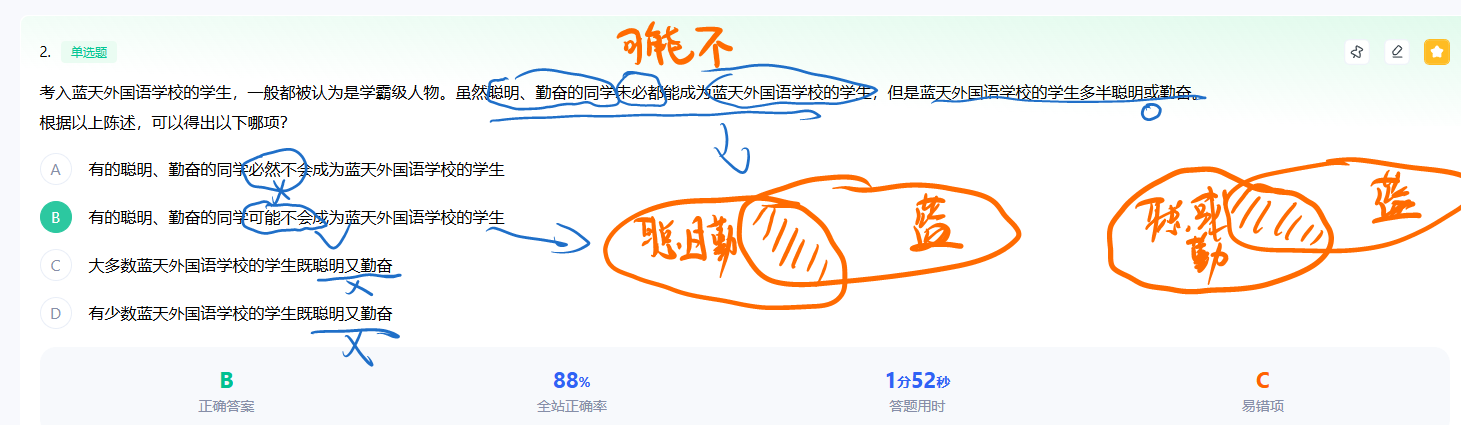 2. 单选题
可能不
考入蓝天外国语学校的学生，一般都被认为是学霸级人物。虽然聪明、勤奋的同学未必都能成为蓝天外国语学校的学生，但是蓝天外国语学校的学生多半聪明或勤奋。
根据以上陈述，可以得出以下哪项？
A 有的聪明、勤奋的同学必然不会成为蓝天外国语学校的学生
B 有的聪明、勤奋的同学可能不会成为蓝天外国语学校的学生
聪且勤 蓝
聪或勤 蓝
C 大多数蓝天外国语学校的学生既聪明又勤奋
D 有少数蓝天外国语学校的学生既聪明又勤奋
B 88% 1分52秒 C
正确答案 全站正确率 答题用时 易错项